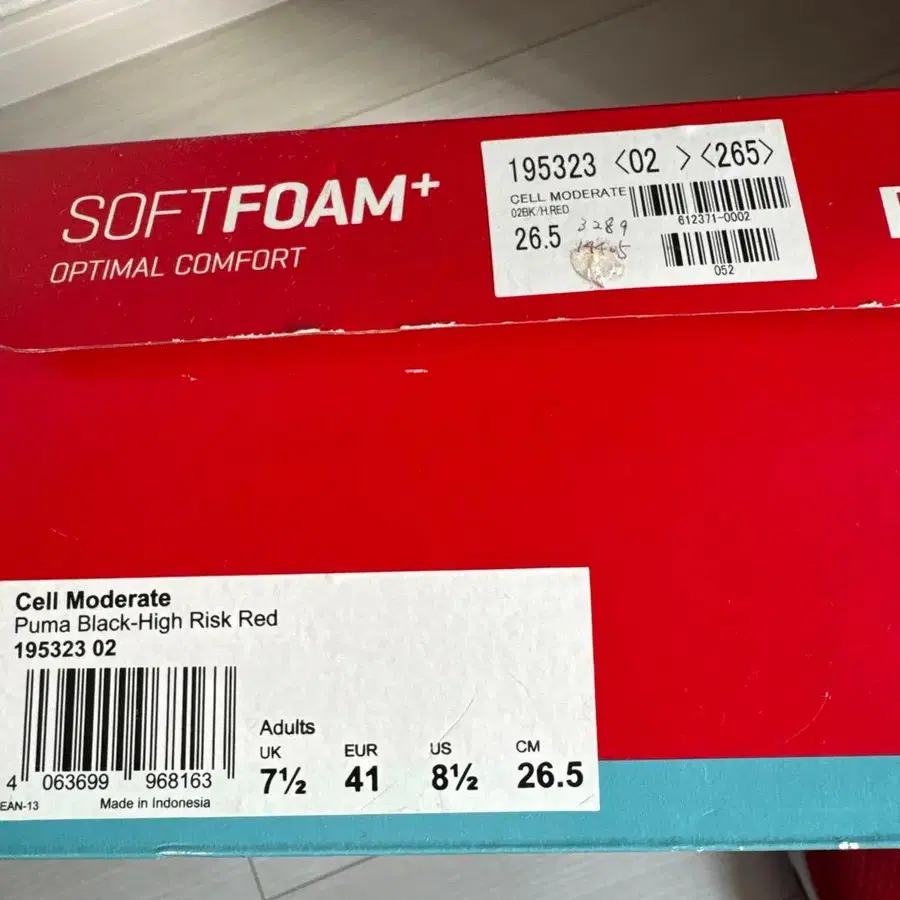 SOFTFOAM+
OPTIMAL COMFORT
195323 <02 > <265>
CELL MODERATE
02BK/H.RED
612371-0002
26.5
3289
052
Cell Moderate
Puma Black-High Risk Red
195323 02
4 063699 968163
EAN-13
Made in Indonesia
Adults
UK EUR US CM
7½ 41 8½ 26.5